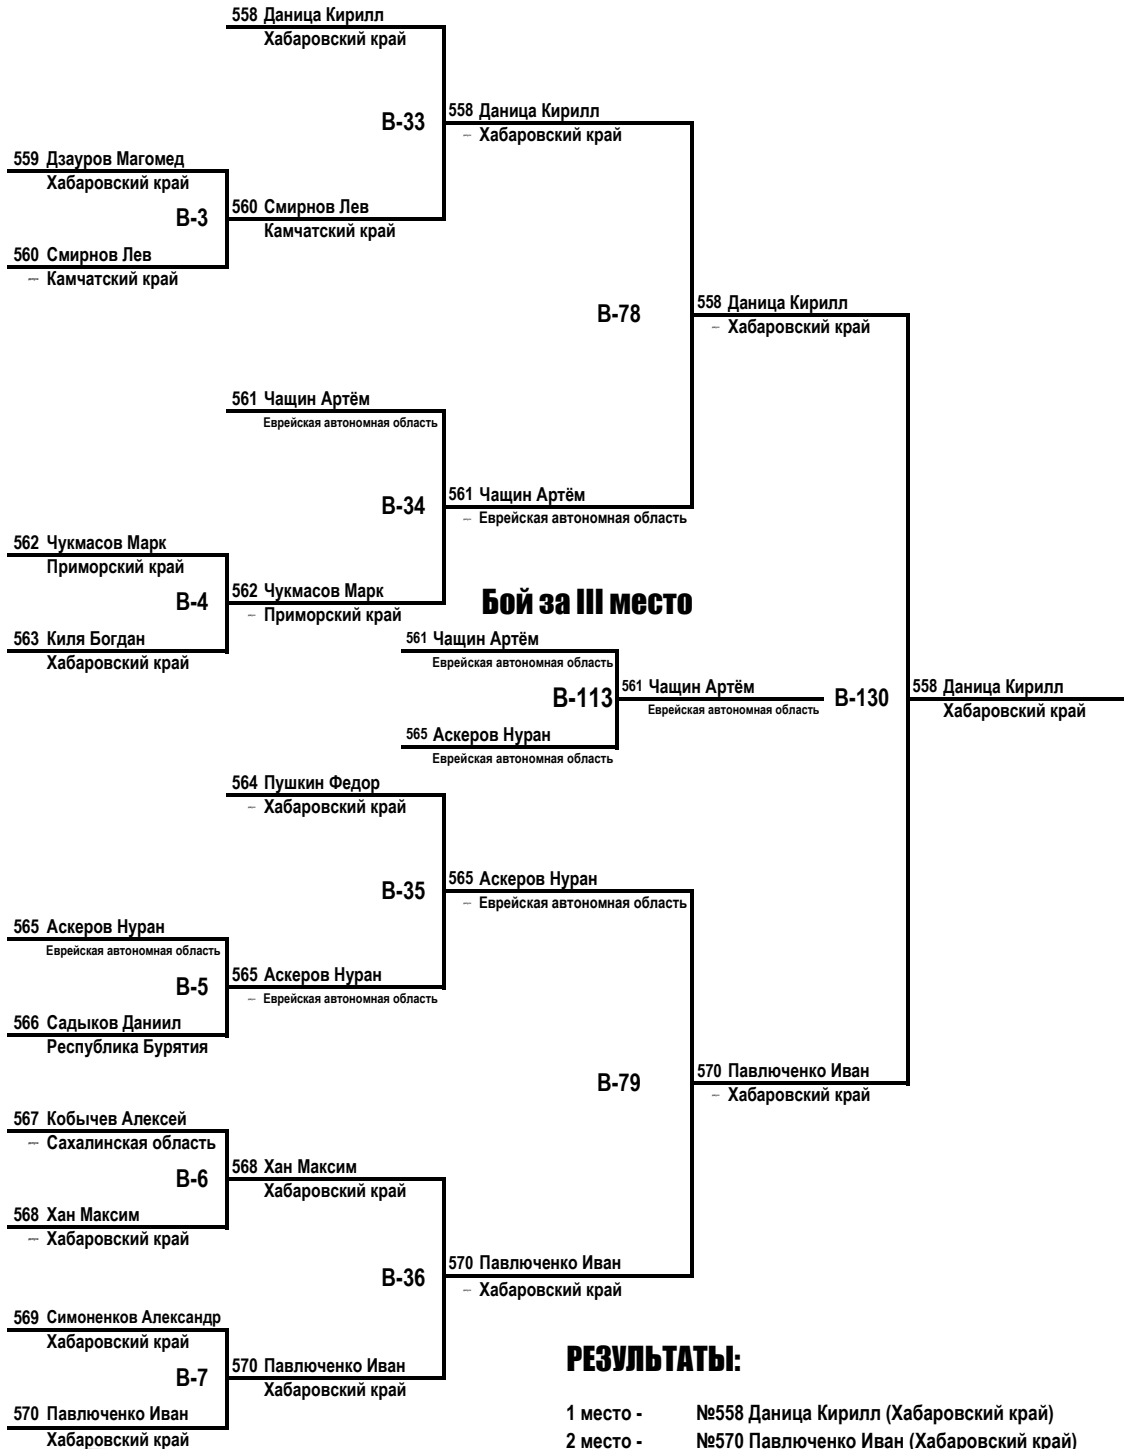 558 Даница Кирилл
Хабаровский край
В-33
558 Даница Кирилл
– Хабаровский край
559 Дзауров Магомед
Хабаровский край
В-3
560 Смирнов Лев
Камчатский край
560 Смирнов Лев
– Камчатский край
В-78
558 Даница Кирилл
– Хабаровский край
561 Чащин Артём
Еврейская автономная область
В-34
561 Чащин Артём
– Еврейская автономная область
562 Чукмасов Марк
Приморский край
В-4
562 Чукмасов Марк
– Приморский край
563 Киля Богдан
Хабаровский край
Бой за III место
561 Чащин Артём
Еврейская автономная область
В-113
561 Чащин Артём
Еврейская автономная область
565 Аскеров Нуран
Еврейская автономная область
В-130
558 Даница Кирилл
Хабаровский край
564 Пушкин Федор
– Хабаровский край
В-35
565 Аскеров Нуран
– Еврейская автономная область
565 Аскеров Нуран
Еврейская автономная область
В-5
565 Аскеров Нуран
– Еврейская автономная область
566 Садыков Даниил
Республика Бурятия
В-79
570 Павлюченко Иван
– Хабаровский край
567 Кобычев Алексей
– Сахалинская область
В-6
568 Хан Максим
Хабаровский край
568 Хан Максим
– Хабаровский край
В-36
570 Павлюченко Иван
– Хабаровский край
569 Симоненков Александр
Хабаровский край
В-7
570 Павлюченко Иван
Хабаровский край
570 Павлюченко Иван
Хабаровский край
РЕЗУЛЬТАТЫ:
1 место - №558 Даница Кирилл (Хабаровский край)
2 место - №570 Павлюченко Иван (Хабаровский край)